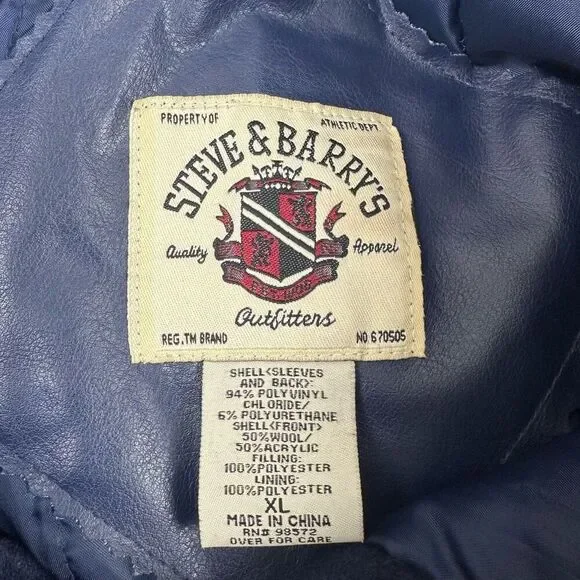 PROPERTY OF ATHLETIC DEPT
STEVE & BARRY'S
Quality Apparel
Outfitters
REG.TM BRAND NO 670505
SHELL<SLEEVES
AND BACK>:
94% POLYVINYL
CHLORIDE/
6% POLYURETHANE
SHELL<FRONT>
50%WOOL/
50%ACRYLIC
FILLING:
100%POLYESTER
LINING:
100%POLYESTER
XL
MADE IN CHINA
RN# 98572
OVER FOR CARE